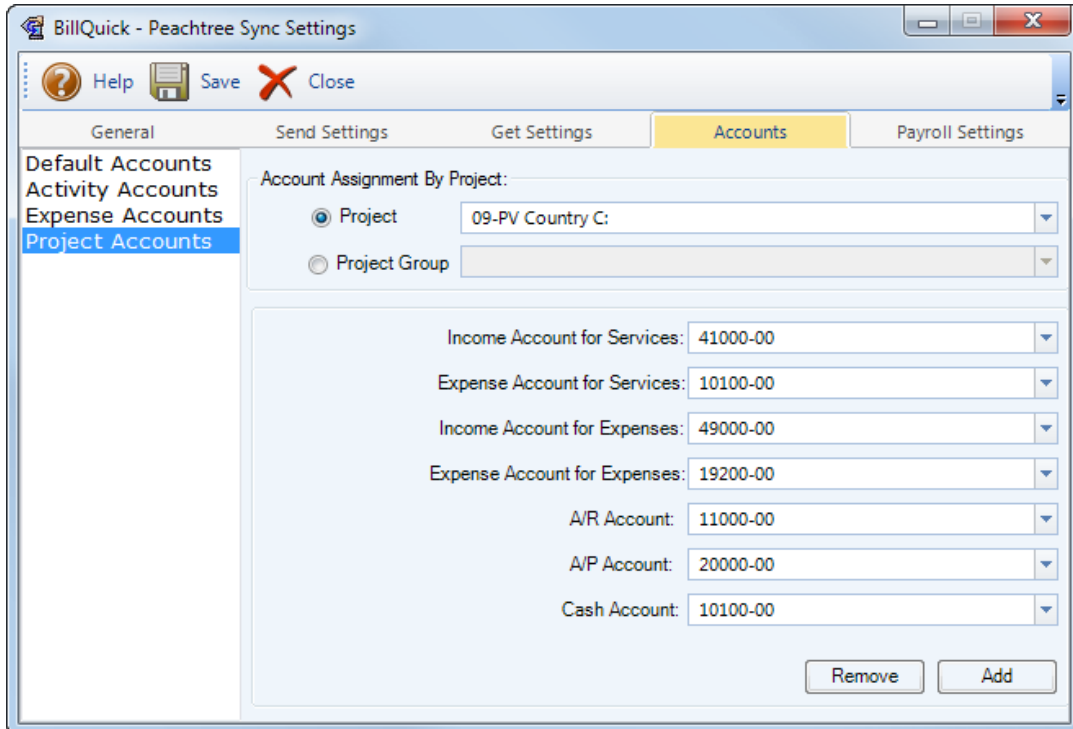 BillQuick - Peachtree Sync Settings
Help Save Close
General Send Settings Get Settings Accounts Payroll Settings
Default Accounts
Activity Accounts
Expense Accounts
Project Accounts
Account Assignment By Project:
Project 09-PV Country C:
Project Group
Income Account for Services: 41000-00
Expense Account for Services: 10100-00
Income Account for Expenses: 49000-00
Expense Account for Expenses: 19200-00
A/R Account: 11000-00
A/P Account: 20000-00
Cash Account: 10100-00
Remove Add